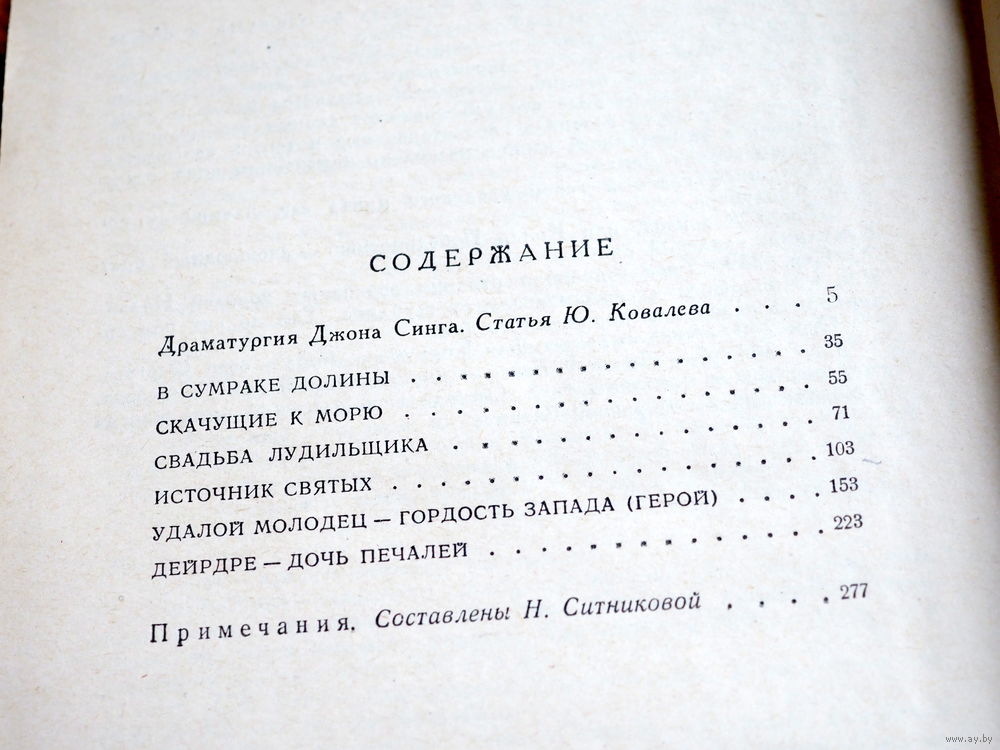 СОДЕРЖАНИЕ
Драматургия Джона Синга. Статья Ю. Ковалева . . . 5
В СУМРАКЕ ДОЛИНЫ . . . . . . . . . . . . . . . . 35
СКАЧУЩИЕ К МОРЮ . . . . . . . . . . . . . . . . 55
СВАДЬБА ЛУДИЛЬЩИКА . . . . . . . . . . . . . . 71
ИСТОЧНИК СВЯТЫХ . . . . . . . . . . . . . . . . . 103
УДАЛОЙ МОЛОДЕЦ — ГОРДОСТЬ ЗАПАДА (ГЕРОЙ) . . . . 153
ДЕЙРДРЕ — ДОЧЬ ПЕЧАЛЕЙ . . . . . . . . . . . . . 223
Примечания. Составлены Н. Ситниковой . . . . 277
www.ay.by